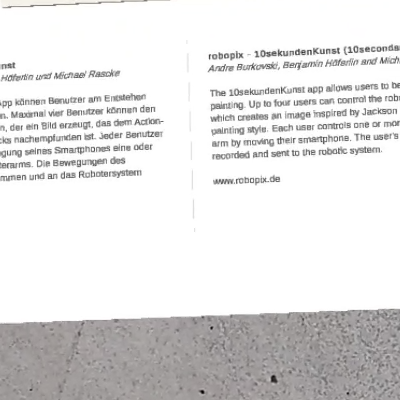 nst
Höferlin und Michael Raschke
App können Benutzer am Entstehen
n. Maximal vier Benutzer können den
n, der ein Bild erzeugt, das dem Action-
cks nachempfunden ist. Jeder Benutzer
gung seines Smartphones eine oder
terarms. Die Bewegungen des
mmen und an das Robotersystem
robopix - 10sekundenKunst (10seconds
Andre Burkovski, Benjamin Höferlin and Mich
The 10sekundenKunst app allows users to be
painting. Up to four users can control the robo
which creates an image inspired by Jackson
painting style. Each user controls one or mor
arm by moving their smartphone. The user's
recorded and sent to the robotic system.
www.robopix.de